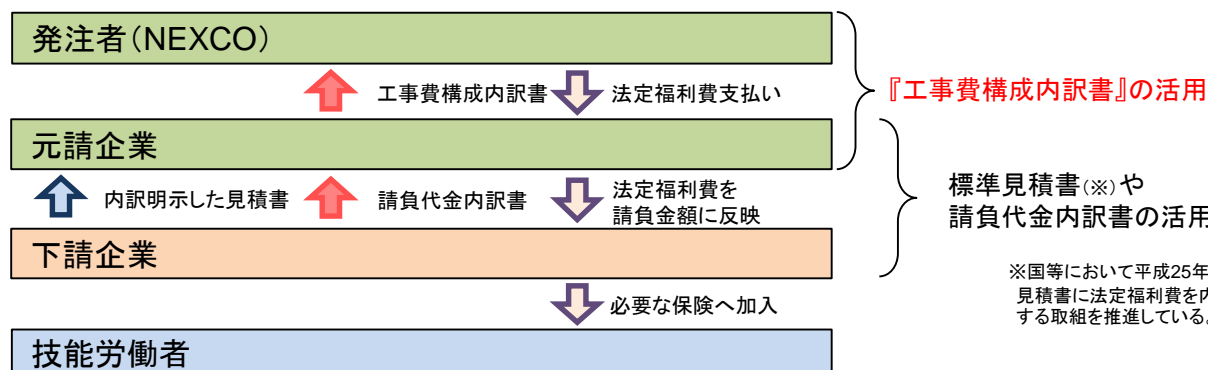 発注者(NEXCO)
工事費構成内訳書
法定福利費支払い
『工事費構成内訳書』の活用
元請企業
内訳明示した見積書
請負代金内訳書
法定福利費を
請負金額に反映
標準見積書(※)や
請負代金内訳書の活用
下請企業
※国等において平成25年
見積書に法定福利費を内
する取組を推進している。
必要な保険へ加入
技能労働者